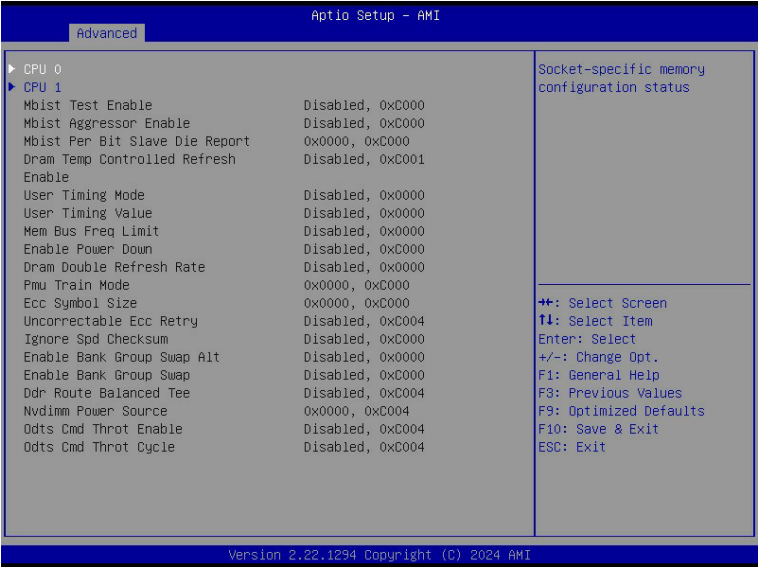 Aptio Setup – AMI
Advanced
CPU 0
CPU 1
Mbist Test Enable Disabled, 0xC000
Mbist Aggressor Enable Disabled, 0xC000
Mbist Per Bit Slave Die Report 0x0000, 0xC000
Dram Temp Controlled Refresh Disabled, 0xC001
Enable
User Timing Mode Disabled, 0x0000
User Timing Value Disabled, 0x0000
Mem Bus Freq Limit Disabled, 0x0000
Enable Power Down Disabled, 0xC000
Dram Double Refresh Rate Disabled, 0x0000
Pmu Train Mode 0x0000, 0xC000
Ecc Symbol Size 0x0000, 0xC000
Uncorrectable Ecc Retry Disabled, 0xC004
Ignore Spd Checksum Disabled, 0xC000
Enable Bank Group Swap Alt Disabled, 0x0000
Enable Bank Group Swap Disabled, 0xC000
Ddr Route Balanced Tee Disabled, 0xC004
Nvdimm Power Source 0x0000, 0xC004
Odts Cmd Throt Enable Disabled, 0xC004
Odts Cmd Throt Cycle Disabled, 0xC004
Socket-specific memory
configuration status
→←: Select Screen
↑↓: Select Item
Enter: Select
+/-: Change Opt.
F1: General Help
F3: Previous Values
F9: Optimized Defaults
F10: Save & Exit
ESC: Exit
Version 2.22.1294 Copyright (C) 2024 AMI